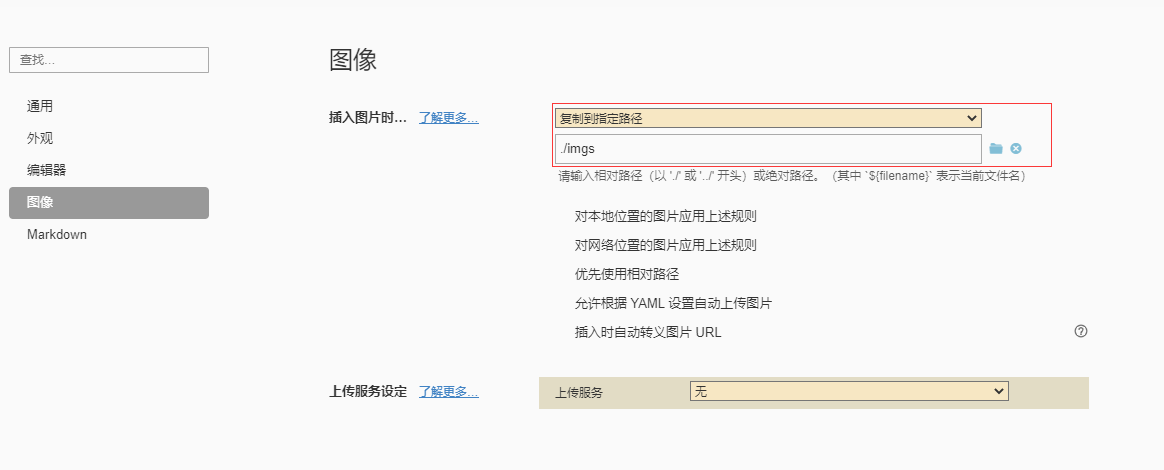 查找...
通用
外观
编辑器
图像
Markdown
图像
插入图片时... 了解更多...
复制到指定路径
./imgs
请输入相对路径（以 './' 或 '../' 开头）或绝对路径。（其中 `${filename}` 表示当前文件名）
对本地位置的图片应用上述规则
对网络位置的图片应用上述规则
优先使用相对路径
允许根据 YAML 设置自动上传图片
插入时自动转义图片 URL
上传服务设定 了解更多...
上传服务 无